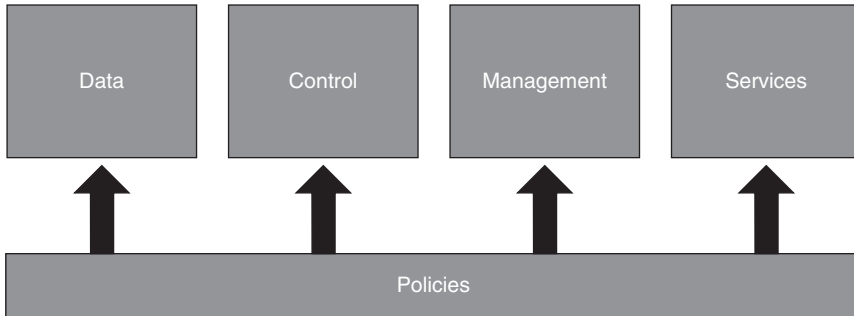 Data
Control
Management
Services
Policies